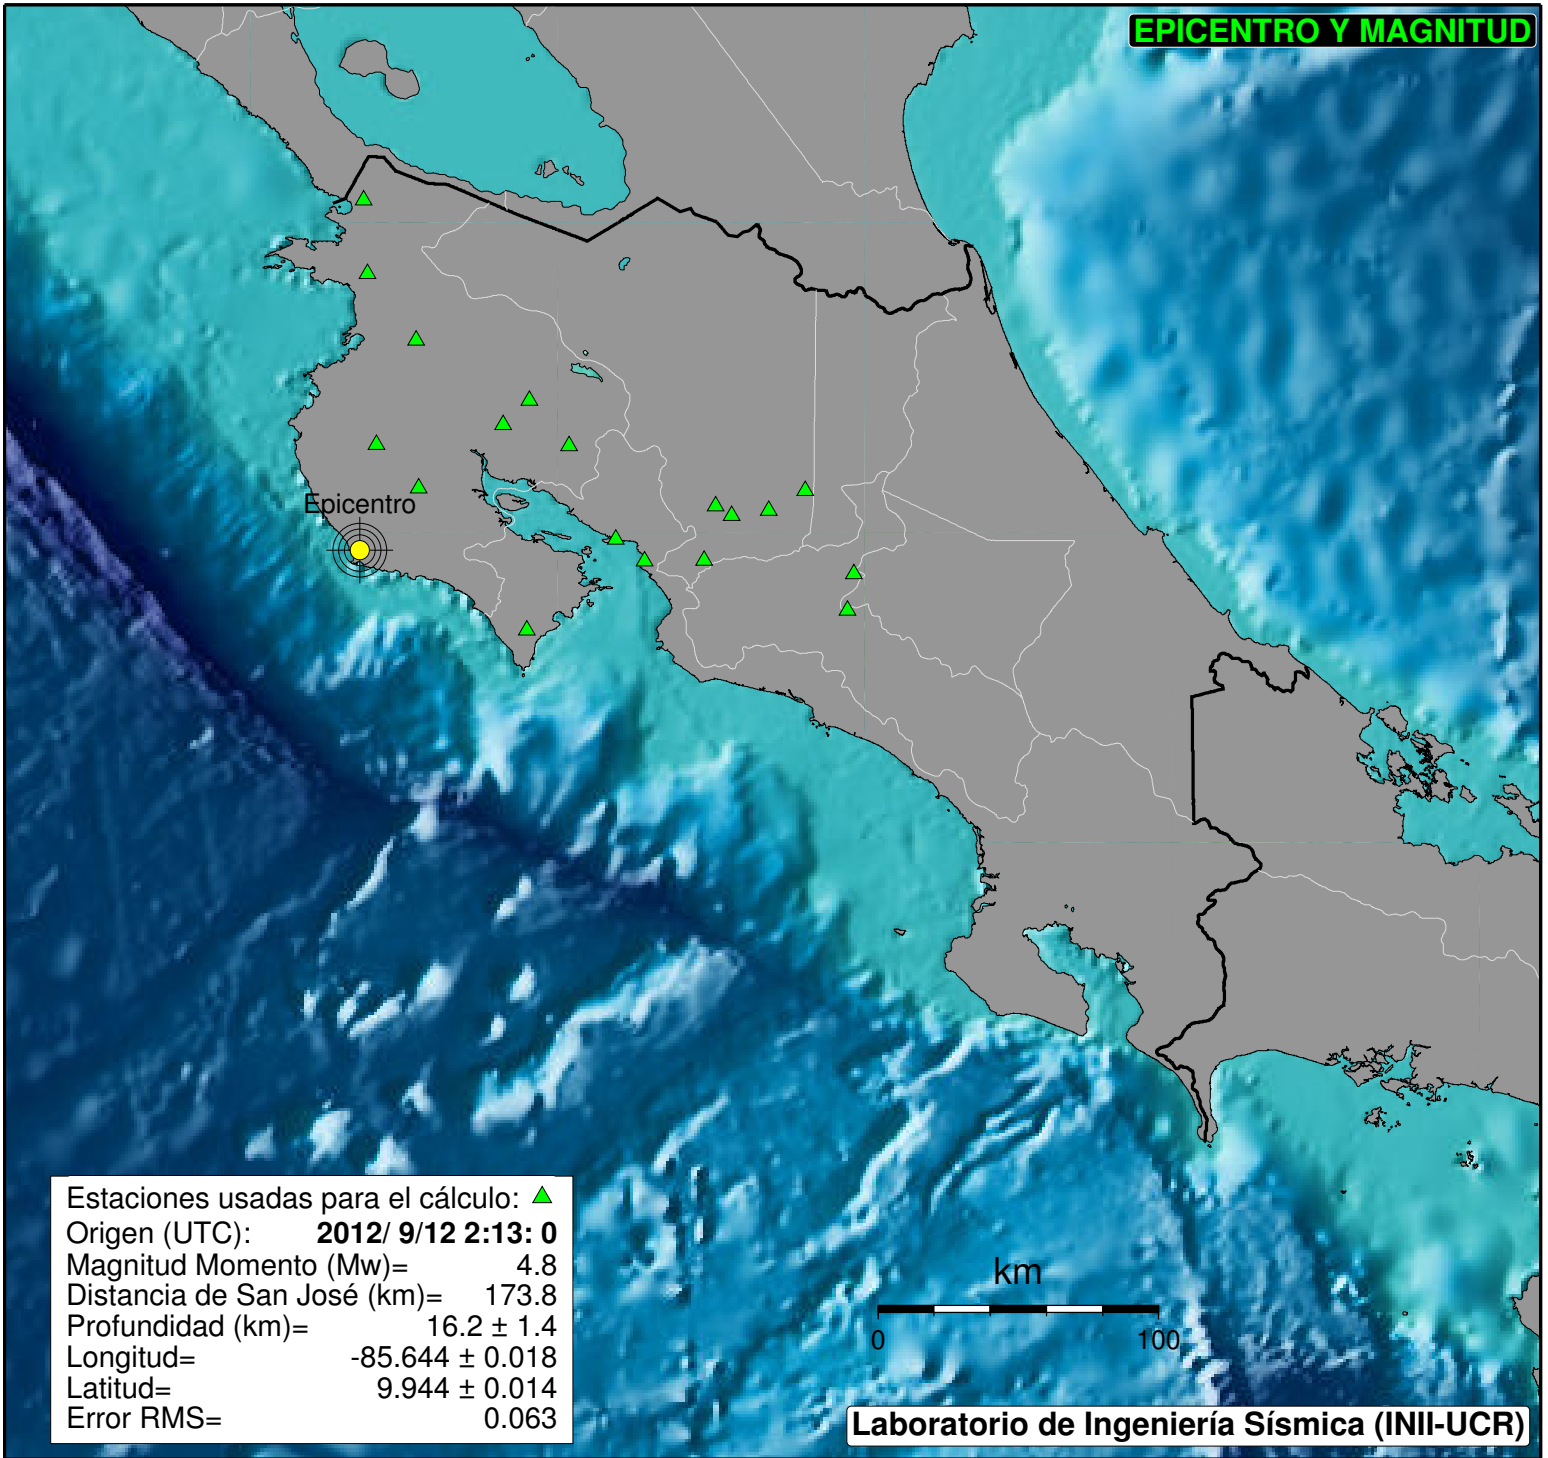 EPICENTRO Y MAGNITUD
Epicentro
Estaciones usadas para el cálculo:
Origen (UTC): 2012/ 9/12 2:13: 0
Magnitud Momento (Mw)= 4.8
Distancia de San José (km)= 173.8
Profundidad (km)= 16.2 ± 1.4
Longitud= -85.644 ± 0.018
Latitud= 9.944 ± 0.014
Error RMS= 0.063
km
0 100
Laboratorio de Ingeniería Sísmica (INII-UCR)